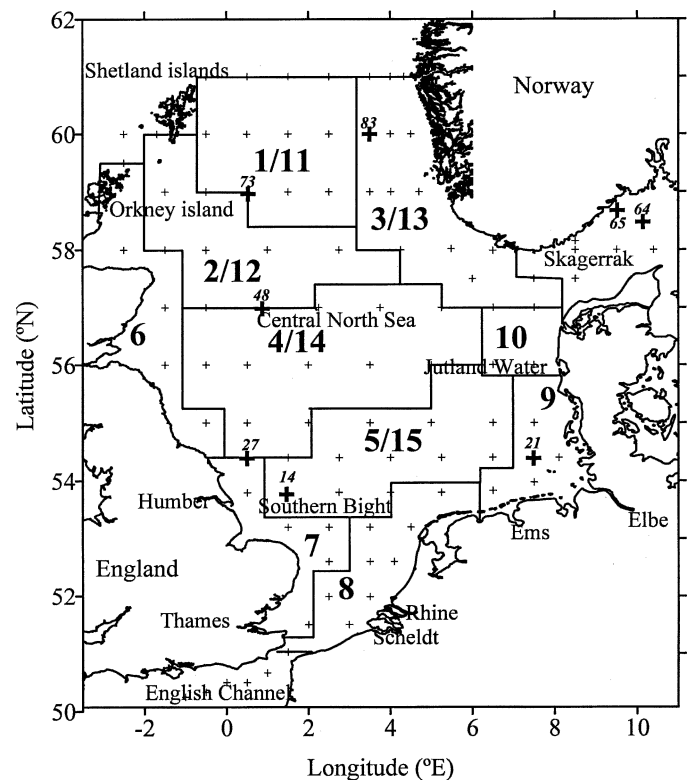 62
Shetland islands
Norway
60
83
1/11
73
Orkney island
3/13
65
64
58
Skagerrak
2/12
48
Central North Sea
6
4/14
10
56
Jutland Water
9
5/15
27
21
54
14
Humber
Southern Bight
Elbe
Ems
7
England
8
52
Thames
Rhine
Scheldt
English Channel
50
-2 0 2 4 6 8 10
Latitude (ºN)
Longitude (ºE)